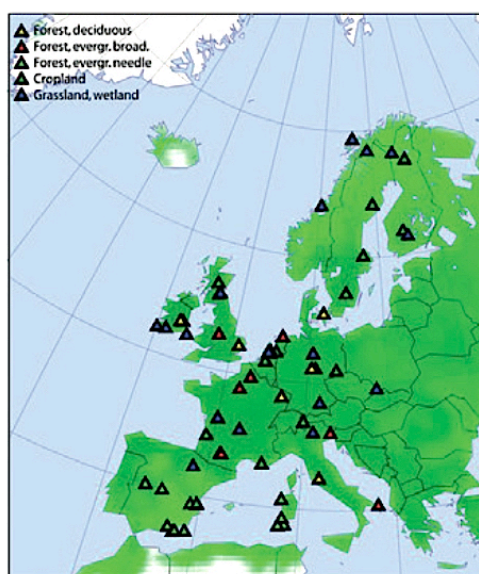 Forest, deciduous
Forest, evergr. broad.
Forest, evergr. needle
Cropland
Grassland, wetland